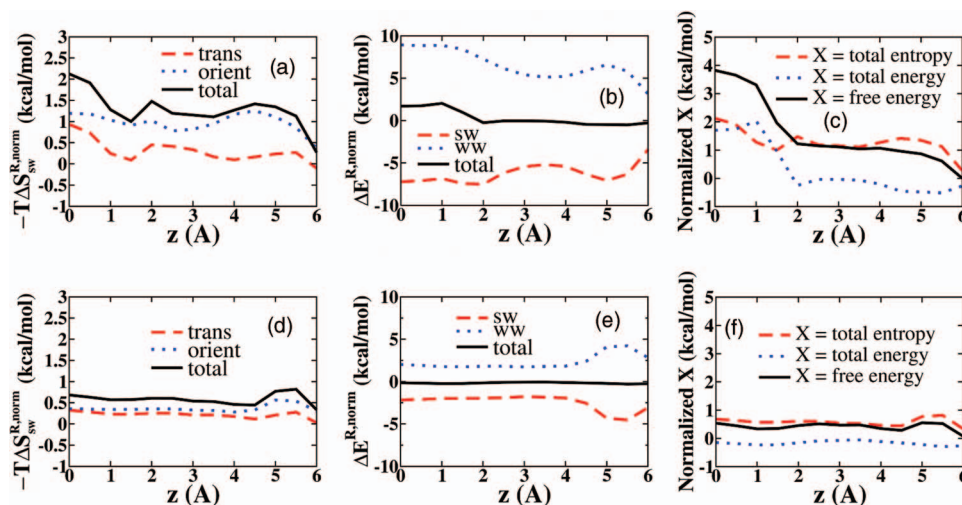 −TΔS_sw^R,norm (kcal/mol)
3
2.5
2
1.5
1
0.5
0
-0.5
-1
trans
orient
total
(a)
0 1 2 3 4 5 6
z (A)
ΔE^R,norm (kcal/mol)
10
5
0
-5
-10
(b)
sw
ww
total
0 1 2 3 4 5 6
z (A)
Normalized X (kcal/mol)
5
4
3
2
1
0
-1
X = total entropy
X = total energy
X = free energy
(c)
0 1 2 3 4 5 6
z (A)
−TΔS_sw^R,norm (kcal/mol)
3
2.5
2
1.5
1
0.5
0
-0.5
-1
trans
orient
total
(d)
0 1 2 3 4 5 6
z (A)
ΔE^R,norm (kcal/mol)
10
5
0
-5
-10
sw
ww
total
(e)
0 1 2 3 4 5 6
z (A)
Normalized X (kcal/mol)
5
4
3
2
1
0
-1
(f)
X = total entropy
X = total energy
X = free energy
0 1 2 3 4 5 6
z (A)